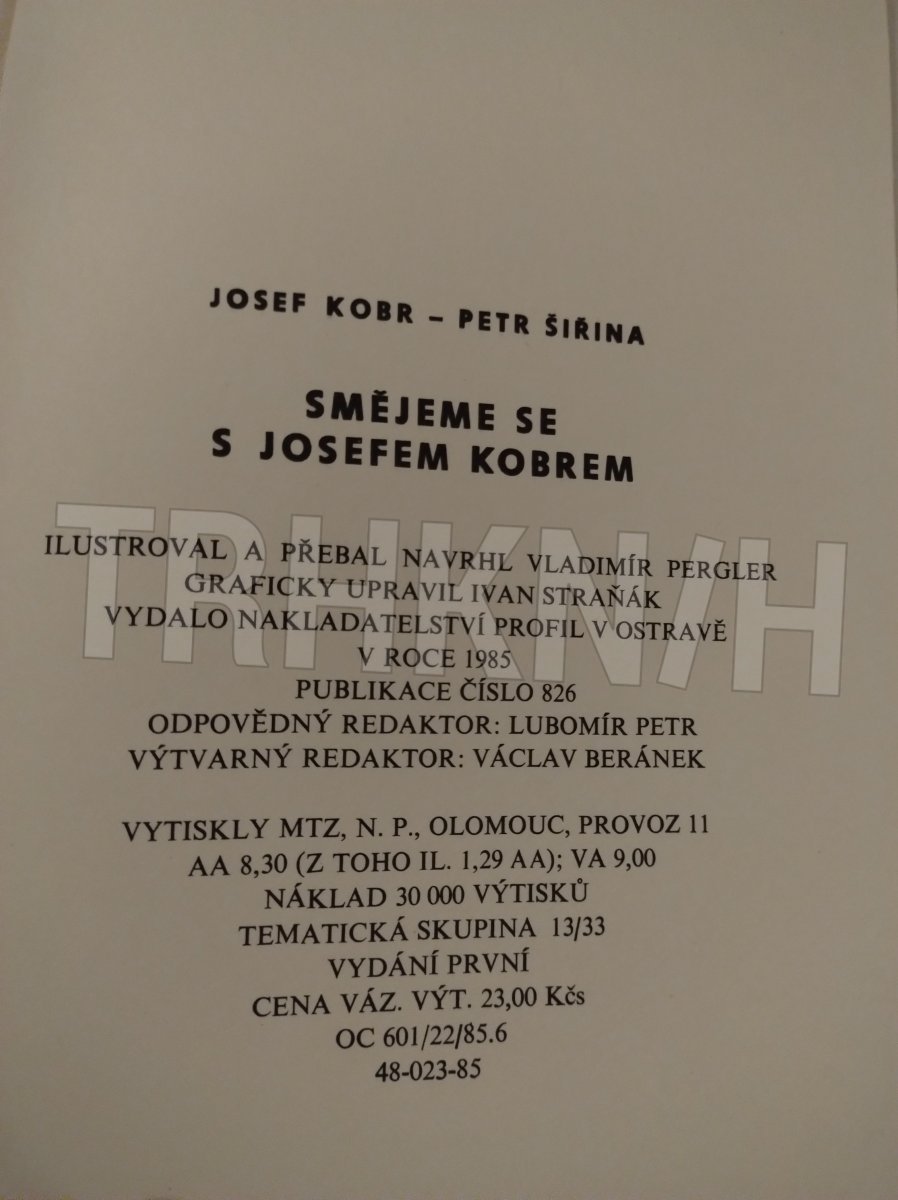 JOSEF KOBR – PETR ŠIŘINA
SMĚJEME SE
S JOSEFEM KOBREM
TRHKNIH
ILUSTROVAL A PŘEBAL NAVRHL VLADIMÍR PERGLER
GRAFICKY UPRAVIL IVAN STRAŇÁK
VYDALO NAKLADATELSTVÍ PROFIL V OSTRAVĚ
V ROCE 1985
PUBLIKACE ČÍSLO 826
ODPOVĚDNÝ REDAKTOR: LUBOMÍR PETR
VÝTVARNÝ REDAKTOR: VÁCLAV BERÁNEK
VYTISKLY MTZ, N. P., OLOMOUC, PROVOZ 11
AA 8,30 (Z TOHO IL. 1,29 AA); VA 9,00
NÁKLAD 30 000 VÝTISKŮ
TEMATICKÁ SKUPINA 13/33
VYDÁNÍ PRVNÍ
CENA VÁZ. VÝT. 23,00 Kčs
OC 601/22/85.6
48-023-85